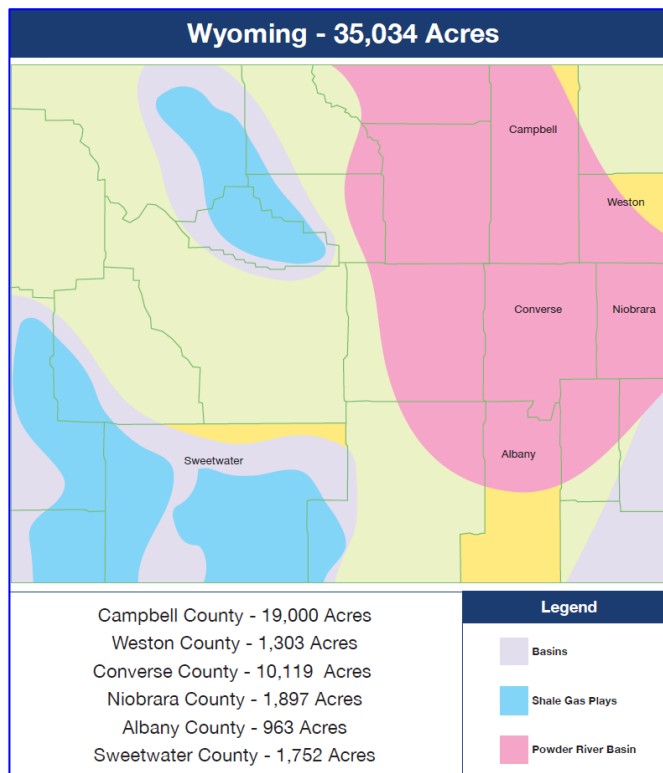 Wyoming - 35,034 Acres
Campbell
Weston
Converse
Niobrara
Albany
Sweetwater
Campbell County - 19,000 Acres
Weston County - 1,303 Acres
Converse County - 10,119 Acres
Niobrara County - 1,897 Acres
Albany County - 963 Acres
Sweetwater County - 1,752 Acres
Legend
Basins
Shale Gas Plays
Powder River Basin